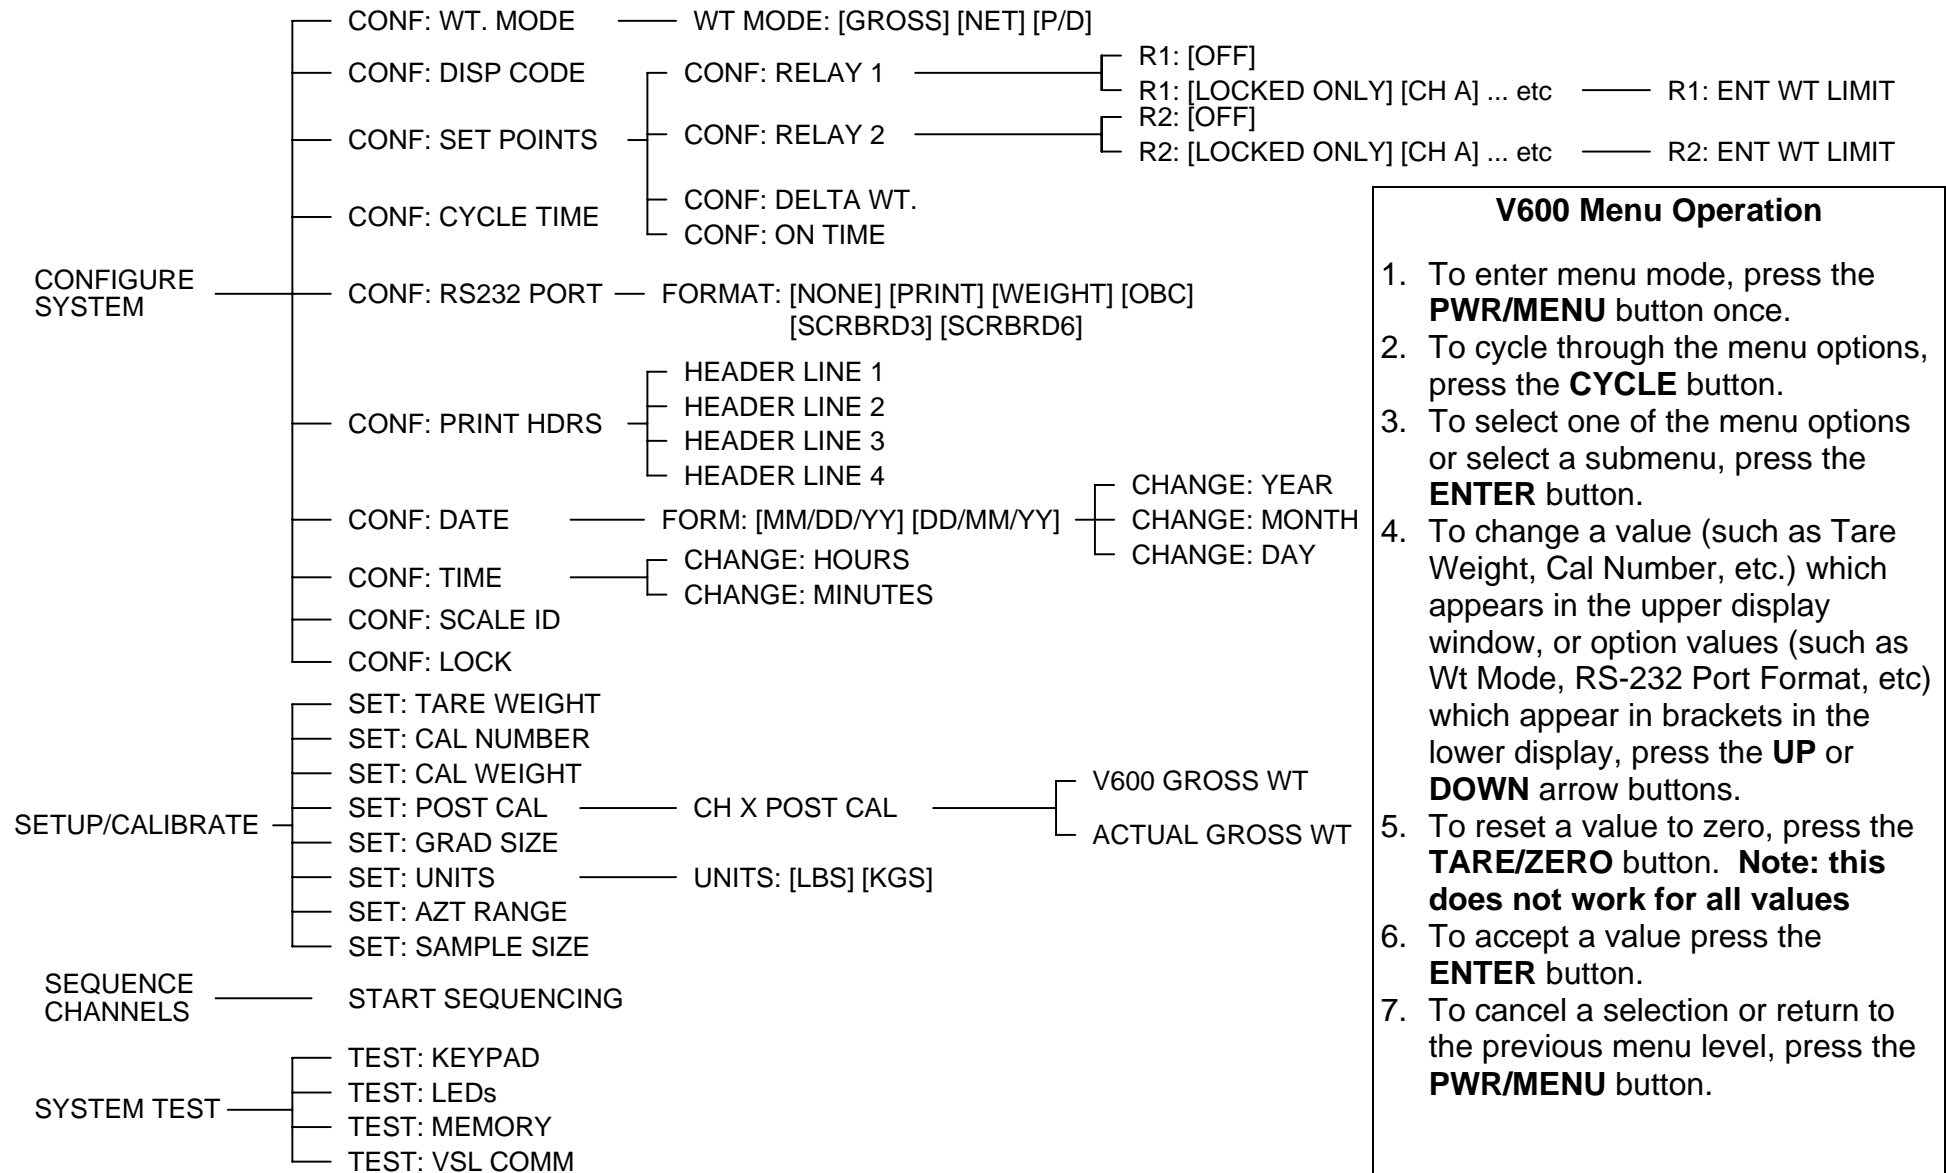 CONFIGURE
SYSTEM
CONF: WT. MODE
WT MODE: [GROSS] [NET] [P/D]
CONF: DISP CODE
CONF: SET POINTS
CONF: RELAY 1
R1: [OFF]
R1: [LOCKED ONLY] [CH A] ... etc
R1: ENT WT LIMIT
CONF: RELAY 2
R2: [OFF]
R2: [LOCKED ONLY] [CH A] ... etc
R2: ENT WT LIMIT
CONF: DELTA WT.
CONF: ON TIME
CONF: CYCLE TIME
CONF: RS232 PORT
FORMAT: [NONE] [PRINT] [WEIGHT] [OBC]
[SCRBRD3] [SCRBRD6]
CONF: PRINT HDRS
HEADER LINE 1
HEADER LINE 2
HEADER LINE 3
HEADER LINE 4
CONF: DATE
FORM: [MM/DD/YY] [DD/MM/YY]
CHANGE: YEAR
CHANGE: MONTH
CHANGE: DAY
CONF: TIME
CHANGE: HOURS
CHANGE: MINUTES
CONF: SCALE ID
CONF: LOCK
SETUP/CALIBRATE
SET: TARE WEIGHT
SET: CAL NUMBER
SET: CAL WEIGHT
SET: POST CAL
CH X POST CAL
V600 GROSS WT
ACTUAL GROSS WT
SET: GRAD SIZE
SET: UNITS
UNITS: [LBS] [KGS]
SET: AZT RANGE
SET: SAMPLE SIZE
SEQUENCE
CHANNELS
START SEQUENCING
SYSTEM TEST
TEST: KEYPAD
TEST: LEDs
TEST: MEMORY
TEST: VSL COMM
V600 Menu Operation
1. To enter menu mode, press the
PWR/MENU button once.
2. To cycle through the menu options,
press the CYCLE button.
3. To select one of the menu options
or select a submenu, press the
ENTER button.
4. To change a value (such as Tare
Weight, Cal Number, etc.) which
appears in the upper display
window, or option values (such as
Wt Mode, RS-232 Port Format, etc)
which appear in brackets in the
lower display, press the UP or
DOWN arrow buttons.
5. To reset a value to zero, press the
TARE/ZERO button. Note: this
does not work for all values
6. To accept a value press the
ENTER button.
7. To cancel a selection or return to
the previous menu level, press the
PWR/MENU button.